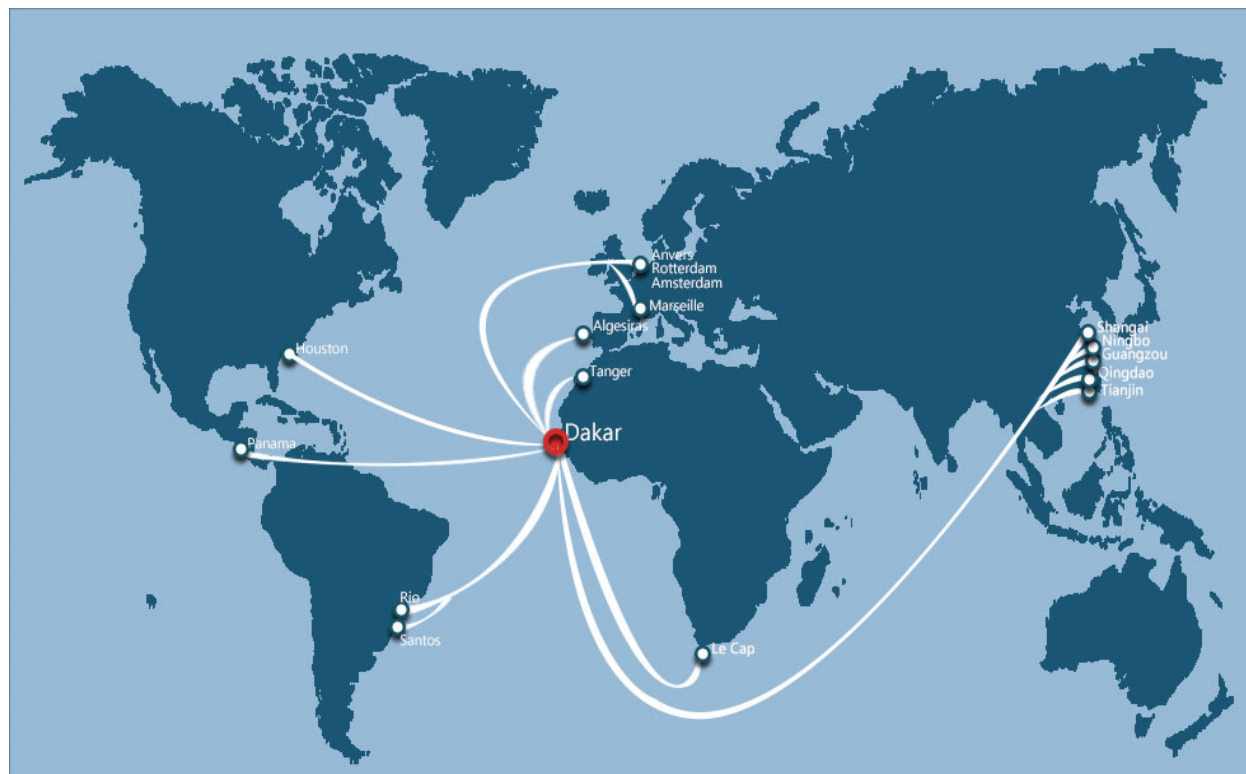 Anvers
Rotterdam
Amsterdam
Marseille
Algesiras
Shangai
Ningbo
Guangzou
Houston
Tanger
Qingdao
Tianjin
Dakar
Panama
Rio
Santos
Le Cap